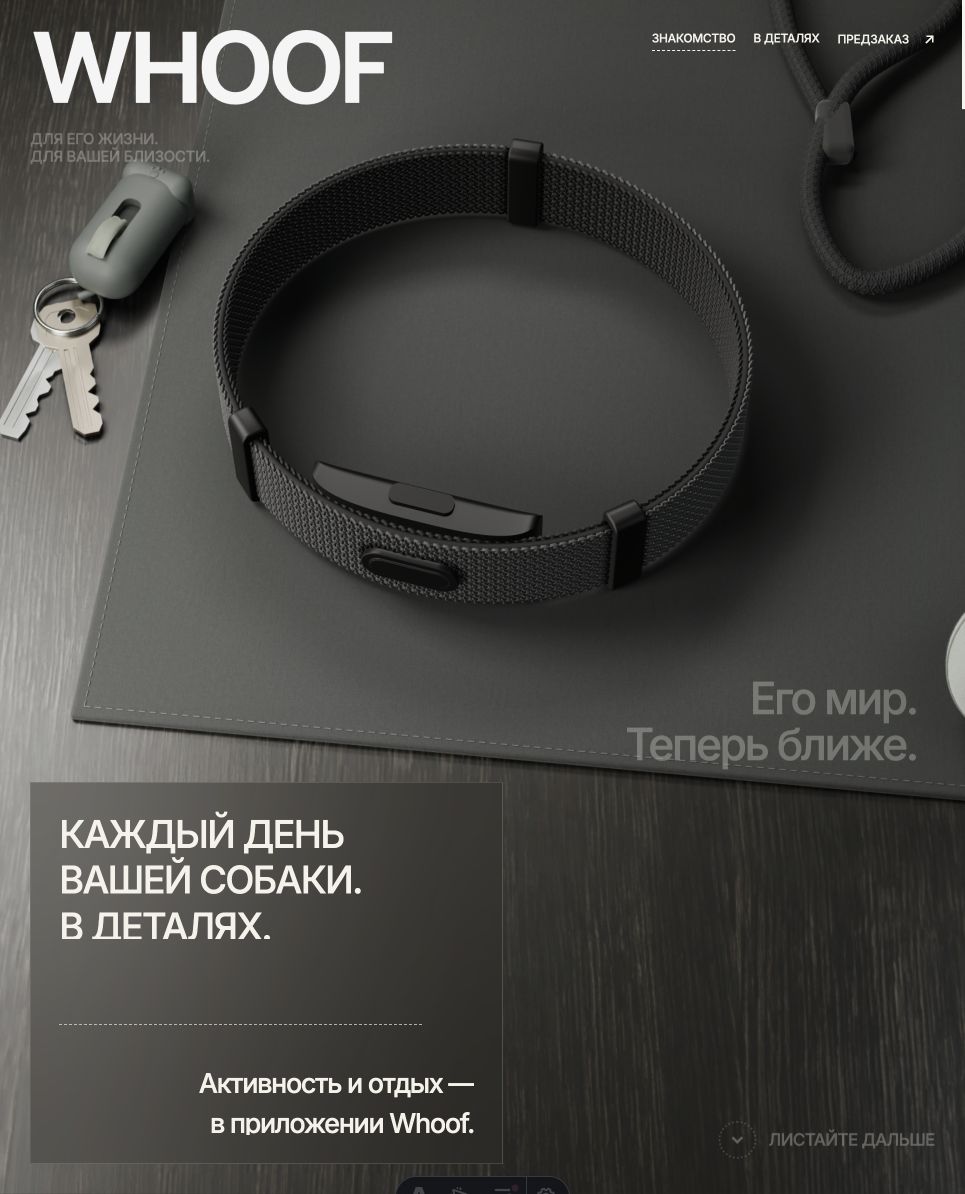 WHOOF
ЗНАКОМСТВО
В ДЕТАЛЯХ
ПРЕДЗАКАЗ
ДЛЯ ЕГО ЖИЗНИ.
ДЛЯ ВАШЕЙ БЛИЗОСТИ.
Его мир.
Теперь ближе.
КАЖДЫЙ ДЕНЬ
ВАШЕЙ СОБАКИ.
В ДЕТАЛЯХ.
Активность и отдых —
в приложении Whoof.
ЛИСТАЙТЕ ДАЛЬШЕ